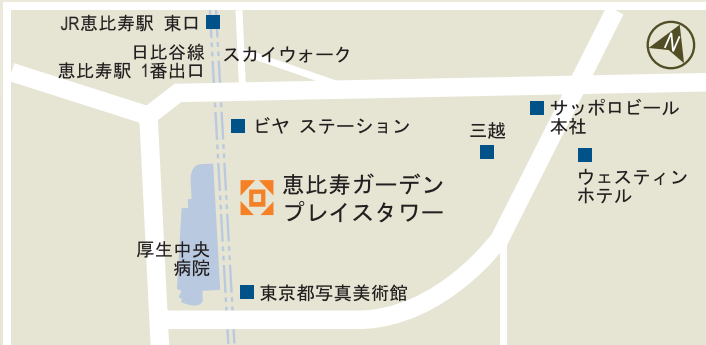 JR恵比寿駅 東口
日比谷線
恵比寿駅 1番出口
スカイウォーク
N
サッポロビール
本社
ビヤ ステーション
三越
ウェスティン
ホテル
恵比寿ガーデン
プレイスタワー
厚生中央
病院
東京都写真美術館